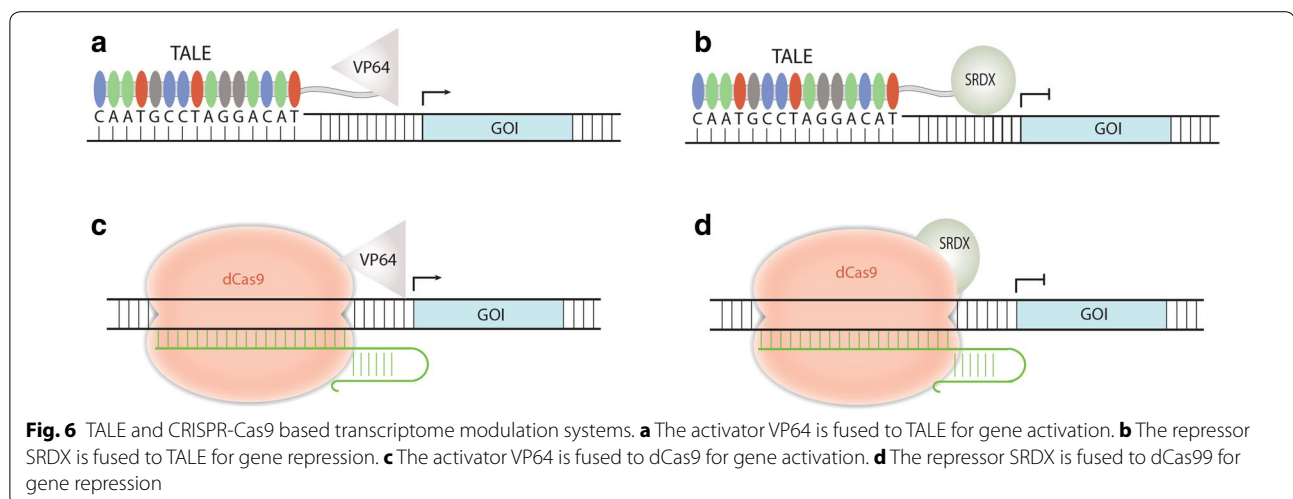 a
TALE
VP64
CAATGCCTAGGACAT
GOI
b
TALE
SRDX
CAATGCCTAGGACAT
GOI
c
VP64
dCas9
GOI
d
SRDX
dCas9
GOI
Fig. 6 TALE and CRISPR-Cas9 based transcriptome modulation systems. a The activator VP64 is fused to TALE for gene activation. b The repressor
SRDX is fused to TALE for gene repression. c The activator VP64 is fused to dCas9 for gene activation. d The repressor SRDX is fused to dCas99 for
gene repression